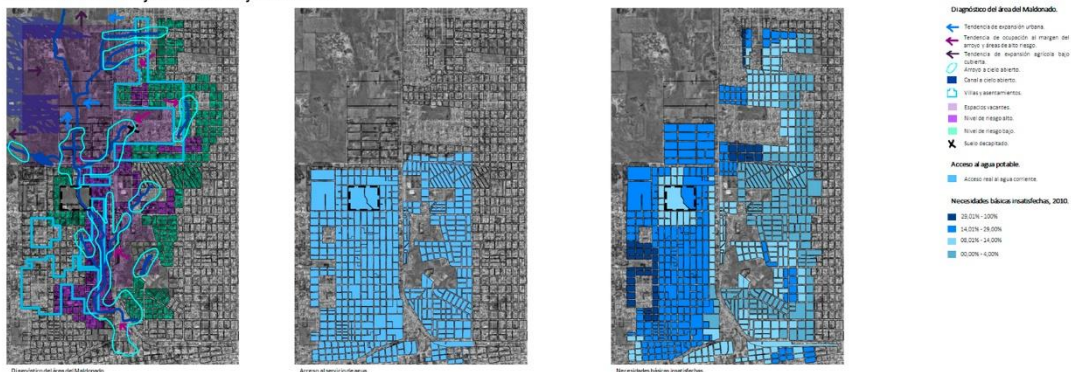 Diagnóstico del área del Maldonado.
Tendencia de expansión urbana.
Tendencia de ocupación al margen del
arroyo y áreas de alto riesgo.
Tendencia de expansión agrícola bajo
cubierta.
Arroyo a cielo abierto.
Canal a cielo abierto.
Villas y asentamientos.
Espacios vacantes.
Nivel de riesgo alto.
Nivel de riesgo bajo.
Suelo decapitado.
Acceso al agua potable.
Acceso real al agua corriente.
Necesidades básicas insatisfechas, 2010.
14,01% - 29,00%
00,00% - 4,00%
Diagnóstico del área del Maldonado
Acceso al servicio de agua
Necesidades básicas insatisfechas